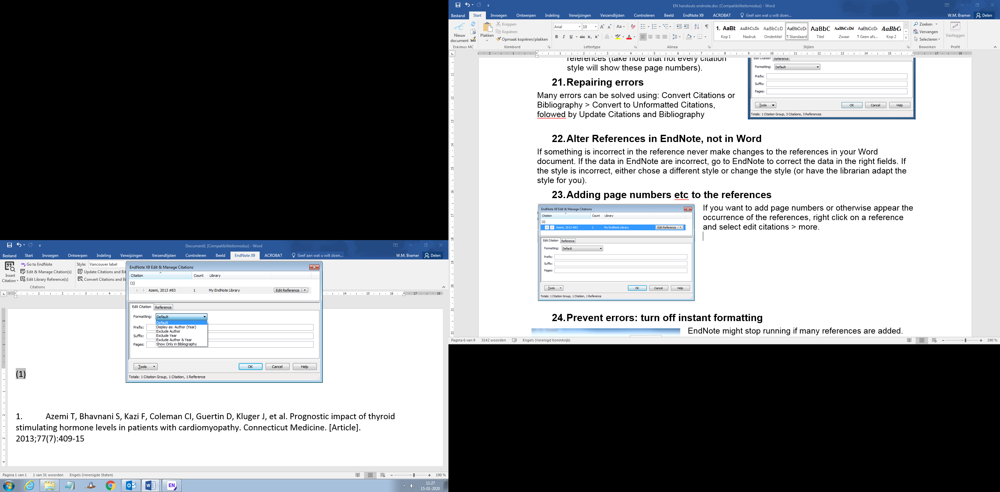 EN handouts endnote.doc (Compatibiliteitsmodus) - Word
Bestand Start Invoegen Ontwerpen Indeling Verwijzingen Verzendlijsten Controleren Beeld EndNote X9 ACROBAT Geef aan wat u wilt doen... W.M. Bramer Delen
Nieuw document
Erasmus MC
Plakken
Knippen
Kopiëren
Opmaak kopiëren/plakken
Klembord
Arial 10
B I U abc x₂ x²
Lettertype
Alinea
1. AaBt AaBbCcDc AaBbCcD AaBbCcDı AaBbC AaBbCcDd AaBbCcDı AaBbCc
Kop 1 Nadruk Ondertitel ¶ Standaard Titel Zwaar ¶ Geen afs... Kop 2
Stijlen
Zoeken
Vervangen
Selecteren
Bewerken
Vastleggen
Profit
references (take note that not every citation
style will show these page numbers).
Edit Citation Reference
Formatting: Default
Prefix:
Suffix:
Pages:
Tools OK Cancel Help
Totals: 1 Citation Group, 3 Citations, 3 References
21. Repairing errors
Many errors can be solved using: Convert Citations or
Bibliography > Convert to Unformatted Citations,
folowed by Update Citations and Bibliography
22. Alter References in EndNote, not in Word
If something is incorrect in the reference never make changes to the references in your Word
document. If the data in EndNote are incorrect, go to EndNote to correct the data in the right fields. If
the style is incorrect, either chose a different style or change the style (or have the librarian adapt the
style for you).
23. Adding page numbers etc to the references
EndNote X9 Edit & Manage Citations
Citation Count Library
(1)
Azemi, 2013 #83 1 My EndNote Library Edit Reference
Edit Citation Reference
Formatting: Default
Prefix:
Suffix:
Pages:
Tools OK Cancel Help
Totals: 1 Citation Group, 1 Citation, 1 Reference
If you want to add page numbers or otherwise appear the
occurrence of the references, right click on a reference
and select edit citations > more.
24. Prevent errors: turn off instant formatting
EndNote might stop running if many references are added.
Pagina 6 van 9 3142 woorden Engels (Verenigd Koninkrijk) 190 %
Document1 (Compatibiliteitsmodus) - Word
Bestand Start Invoegen Ontwerpen Indeling Verwijzingen Verzendlijsten Controleren Beeld EndNote X9 ACROBAT Geef aan wat u wilt doen... W.M. Bramer Delen
Insert Citation
Go to EndNote
Edit & Manage Citation(s)
Edit Library Reference(s)
Citations
Style: Vancouver label
Update Citations and Bi
Convert Citations and B
EndNote X9 Edit & Manage Citations
Citation Count Library
(1)
Azemi, 2013 #83 1 My EndNote Library Edit Reference
Edit Citation Reference
Formatting: Default
Default
Display as: Author (Year)
Exclude Author
Exclude Year
Exclude Author & Year
Show Only in Bibliography
Prefix:
Suffix:
Pages:
Tools OK Cancel Help
Totals: 1 Citation Group, 1 Citation, 1 Reference
(1)
1. Azemi T, Bhavnani S, Kazi F, Coleman CI, Guertin D, Kluger J, et al. Prognostic impact of thyroid
stimulating hormone levels in patients with cardiomyopathy. Connecticut Medicine. [Article].
2013;77(7):409-15
Pagina 1 van 1 1 van 31 woorden Engels (Verenigde Staten) 190 %
EN
11:27
15-01-2020